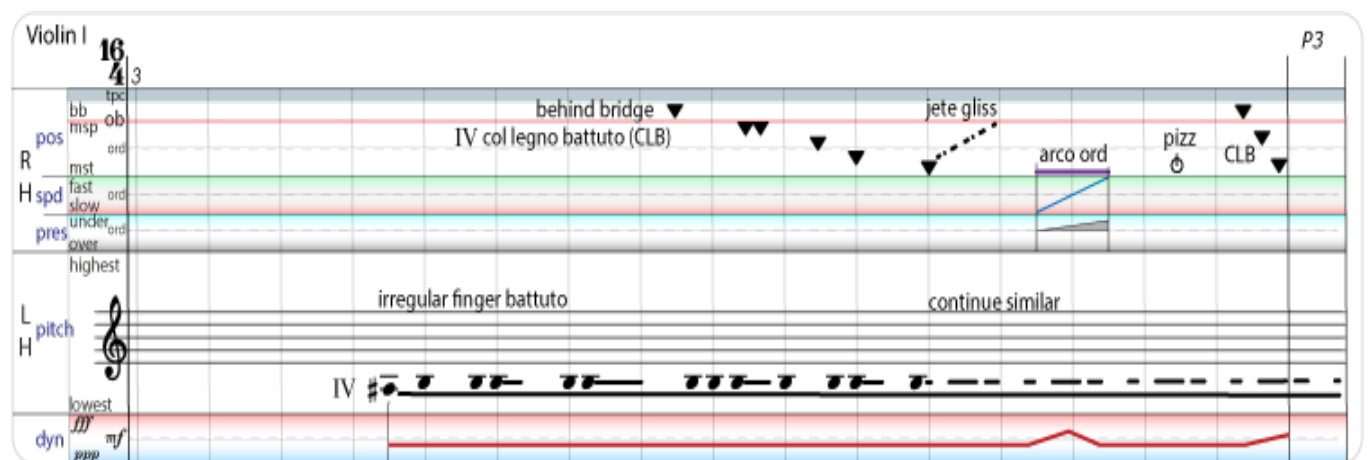 Violin I
16
4
3
P3
tpc
bb
behind bridge
jete gliss
msp ob
pos
IV col legno battuto (CLB)
pizz
ord
arco ord
CLB
R
mst
H spd
fast
ord
slow
under
pres
ord
over
highest
irregular finger battuto
continue similar
L
pitch
H
IV
lowest
fff
dyn
mf
ppp